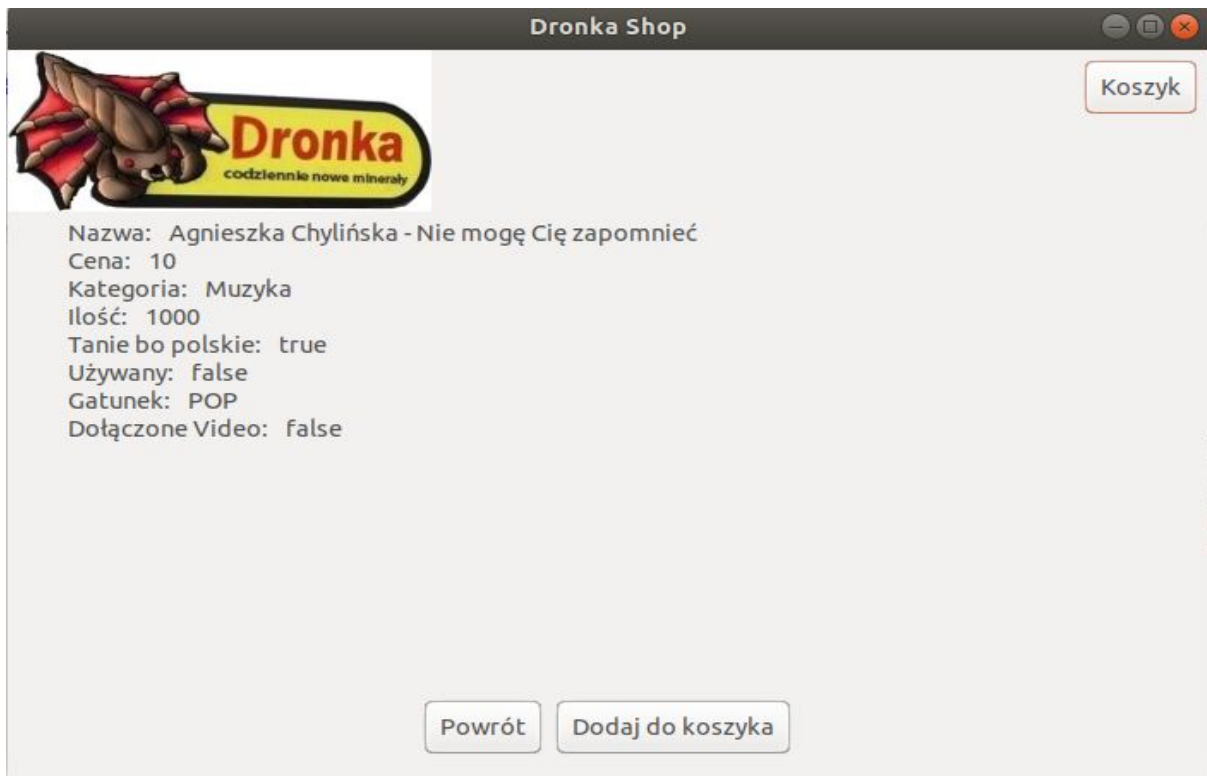 Dronka Shop
Koszyk
Dronka
codziennie nowe minerały
Nazwa: Agnieszka Chylińska - Nie mogę Cię zapomnieć
Cena: 10
Kategoria: Muzyka
Ilość: 1000
Tanie bo polskie: true
Używany: false
Gatunek: POP
Dołączone Video: false
Powrót
Dodaj do koszyka